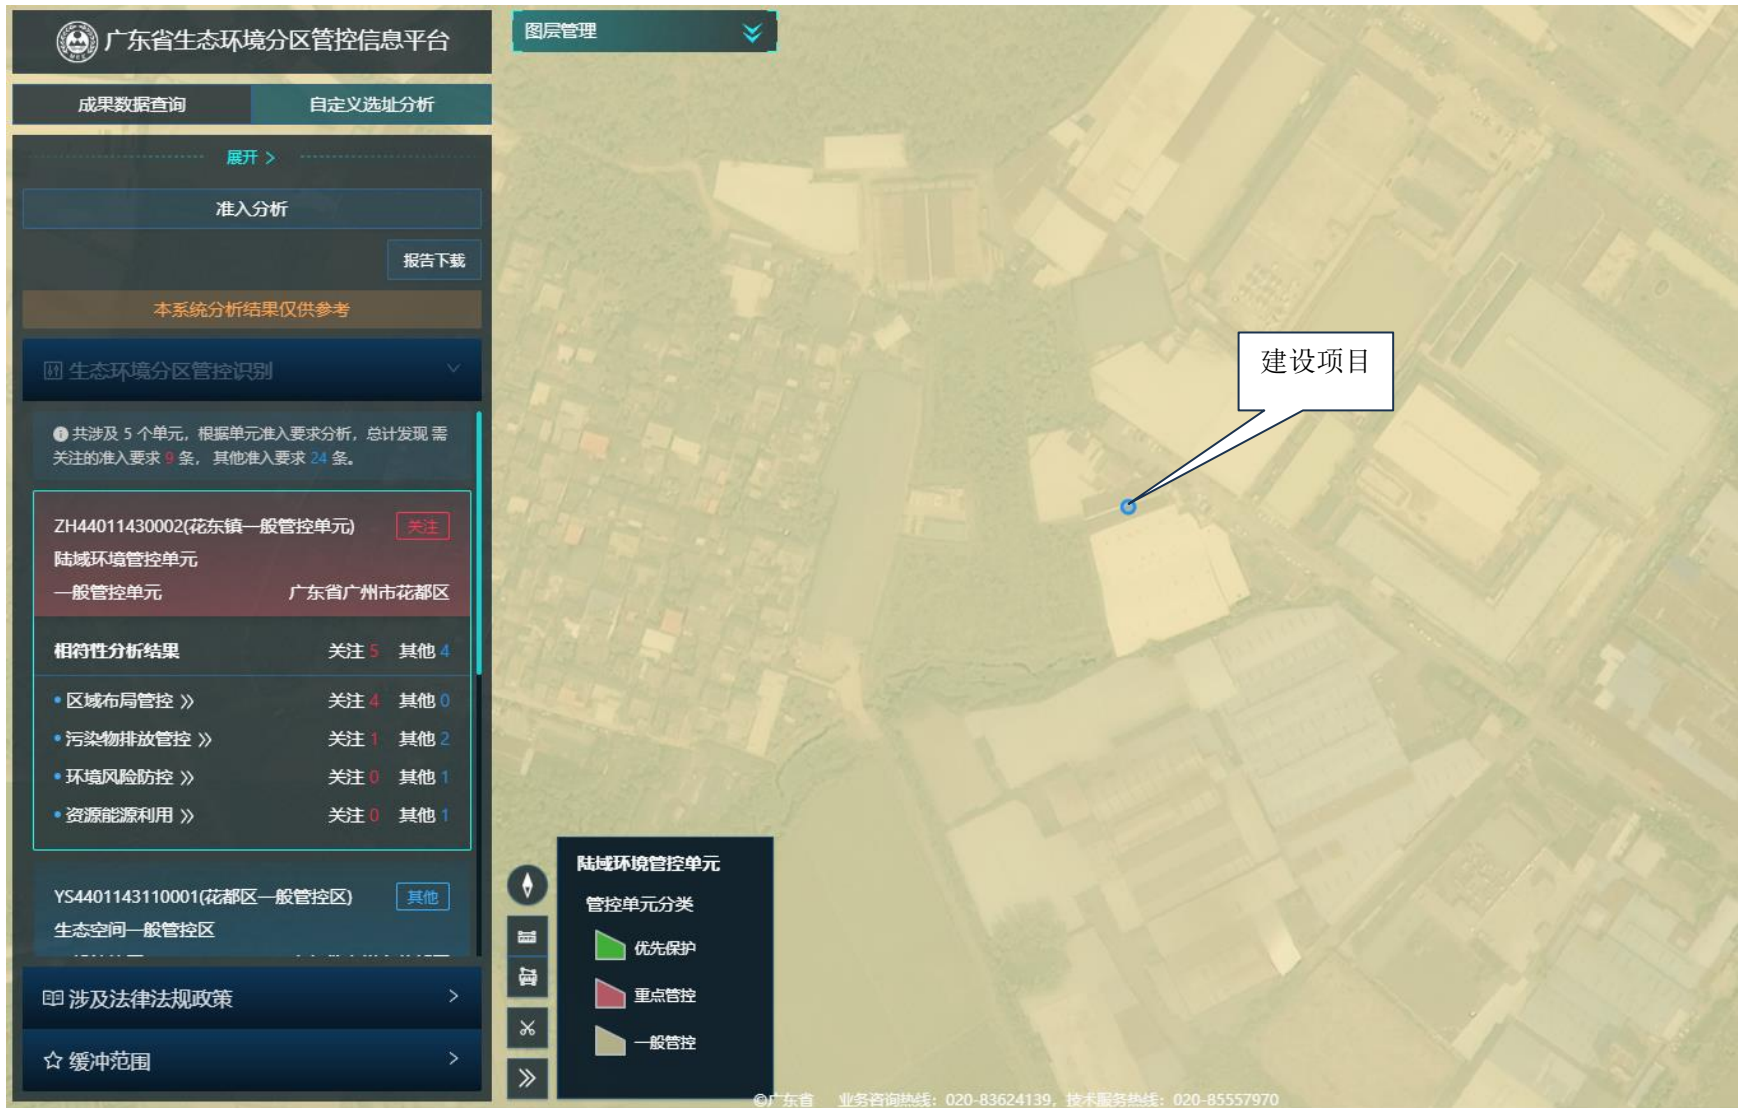 广东省生态环境分区管控信息平台
成果数据查询
自定义选址分析
展开 >
准入分析
报告下载
本系统分析结果仅供参考
生态环境分区管控识别
共涉及 5 个单元，根据单元准入要求分析，总计发现 需
关注的准入要求 9 条， 其他准入要求 24 条。
ZH44011430002(花东镇一般管控单元) 关注
陆域环境管控单元
一般管控单元 广东省广州市花都区
相符性分析结果 关注 5 其他 4
区域布局管控 》 关注 4 其他 0
污染物排放管控 》 关注 1 其他 2
环境风险防控 》 关注 0 其他 1
资源能源利用 》 关注 0 其他 1
YS4401143110001(花都区一般管控区) 其他
生态空间一般管控区
涉及法律法规政策 >
缓冲范围 >
图层管理
建设项目
陆域环境管控单元
管控单元分类
优先保护
重点管控
一般管控
©广东省 业务咨询热线：020-83624139，技术服务热线：020-85557970